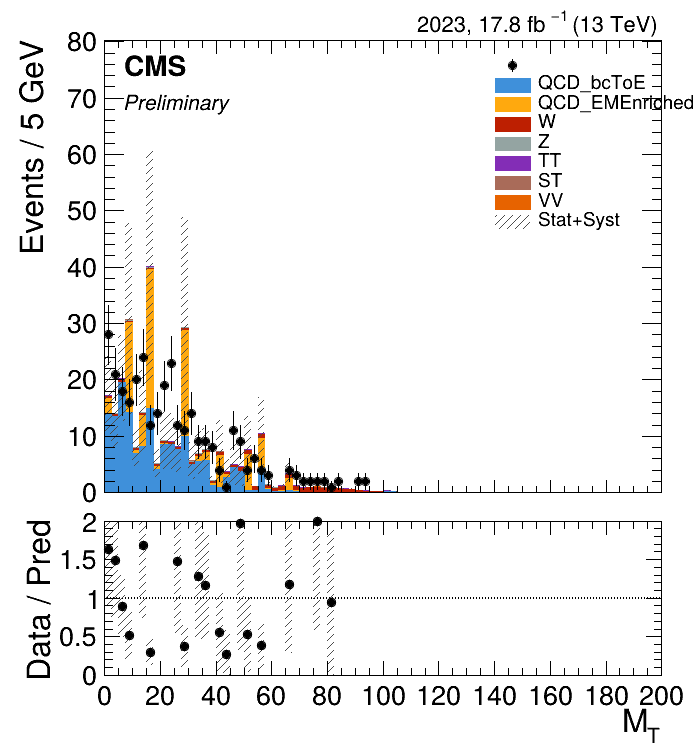 2023, 17.8 fb⁻¹ (13 TeV)
Events / 5 GeV
80
70
60
50
40
30
20
10
0
CMS
Preliminary
QCD_bcToE
QCD_EMEnriched
W
Z
TT
ST
VV
Stat+Syst
Data / Pred
2
1.5
1
0.5
0
0 20 40 60 80 100 120 140 160 180 200
M_T